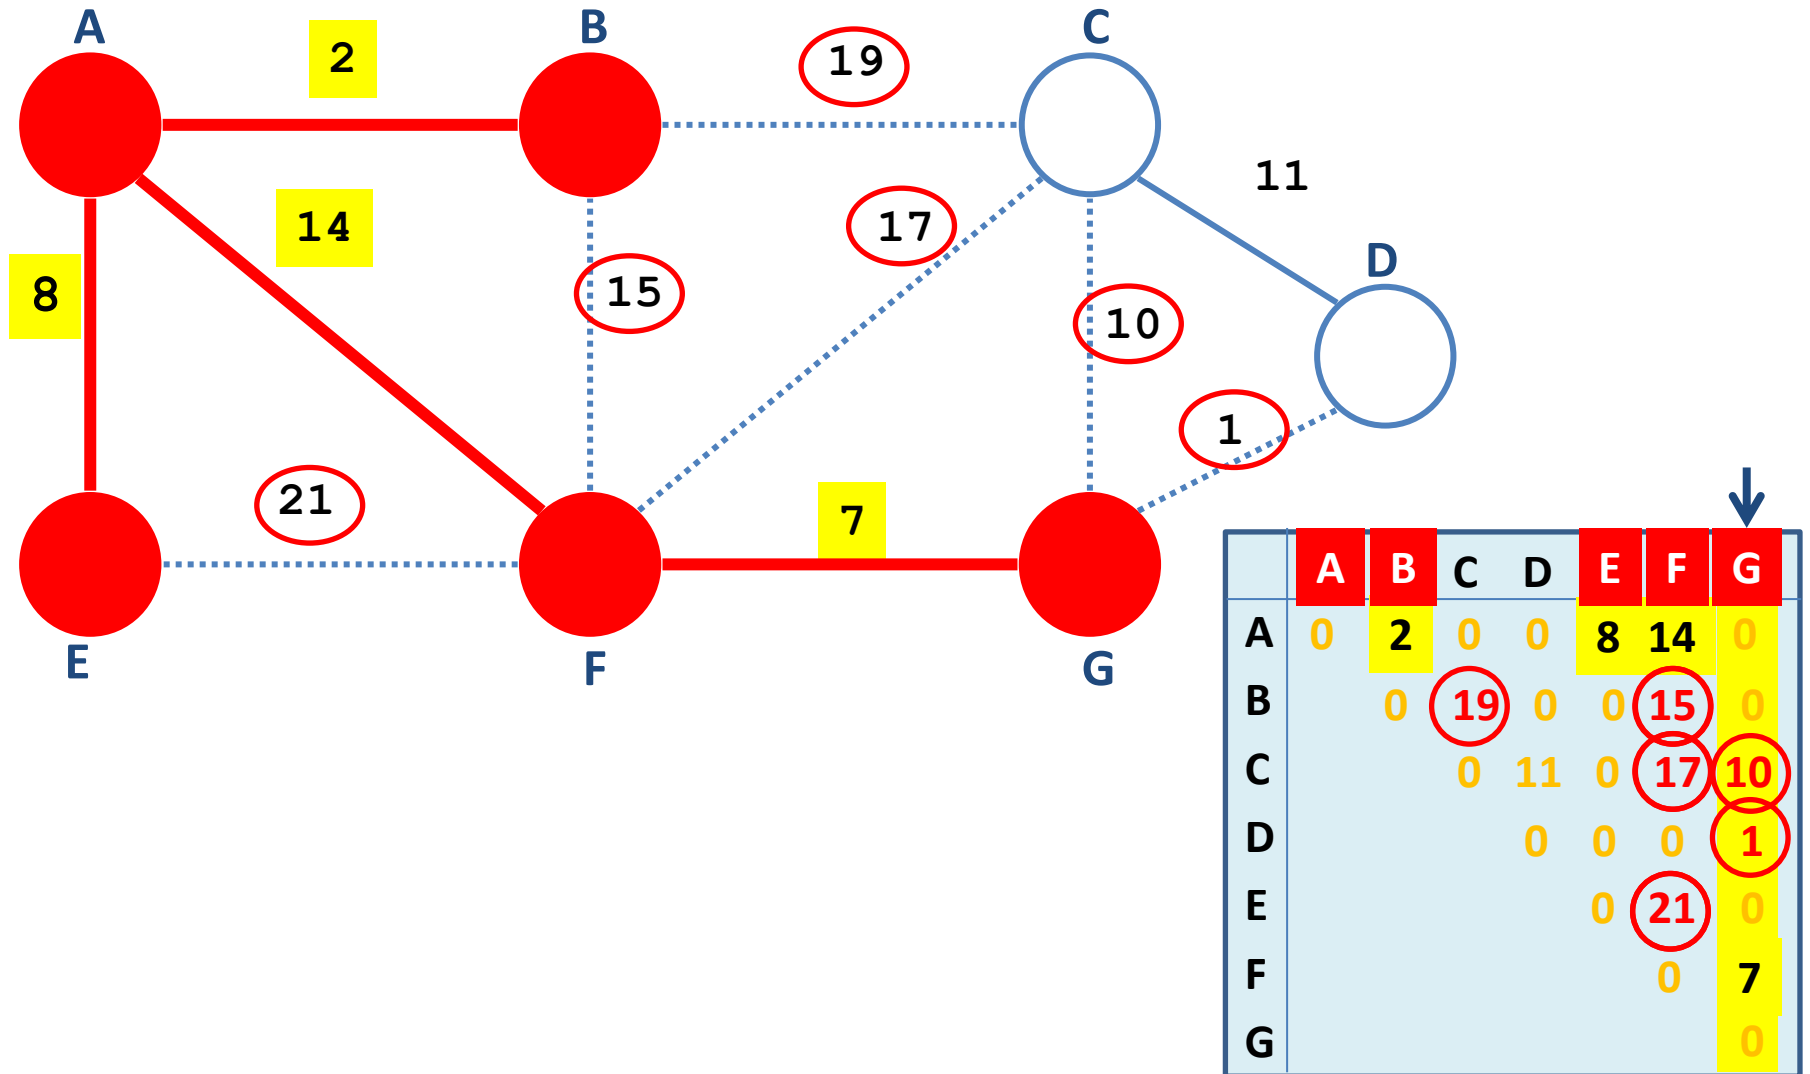 A B C
2 19
14 17 11
D
8 15 10
1
21 7
E F G
A B C D E F G
A 0 2 0 0 8 14 0
B 0 19 0 0 15 0
C 0 11 0 17 10
D 0 0 0 1
E 0 21 0
F 0 7
G 0